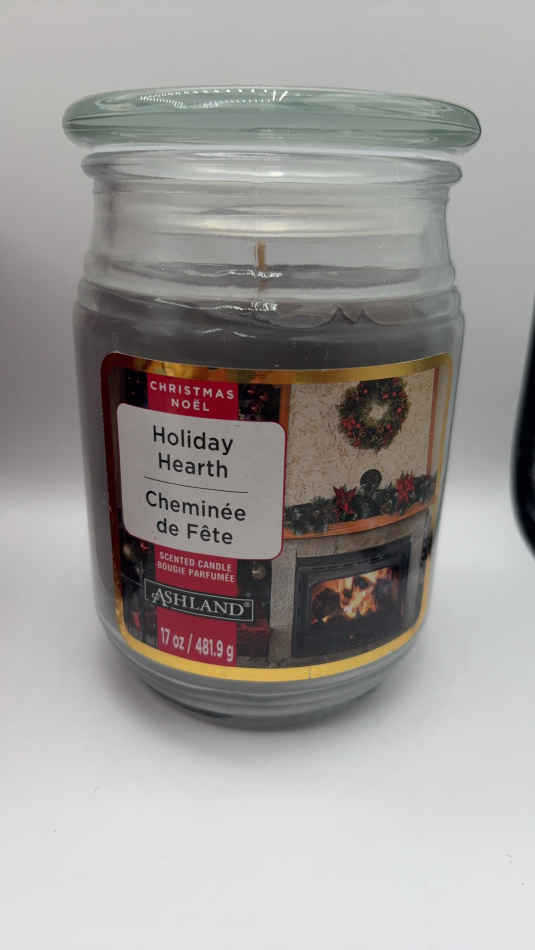 CHRISTMAS
NOËL
Holiday
Hearth
Cheminée
de Fête
SCENTED CANDLE
BOUGIE PARFUMÉE
ASHLAND®
17 oz / 481.9 g